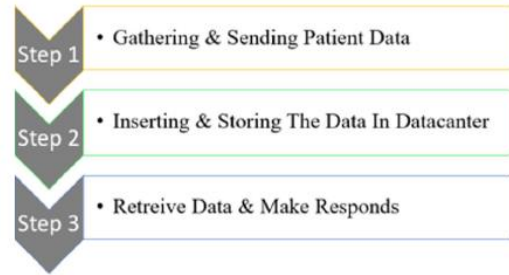 Step 1
• Gathering & Sending Patient Data
Step 2
• Inserting & Storing The Data In Datacanter
Step 3
• Retreive Data & Make Responds